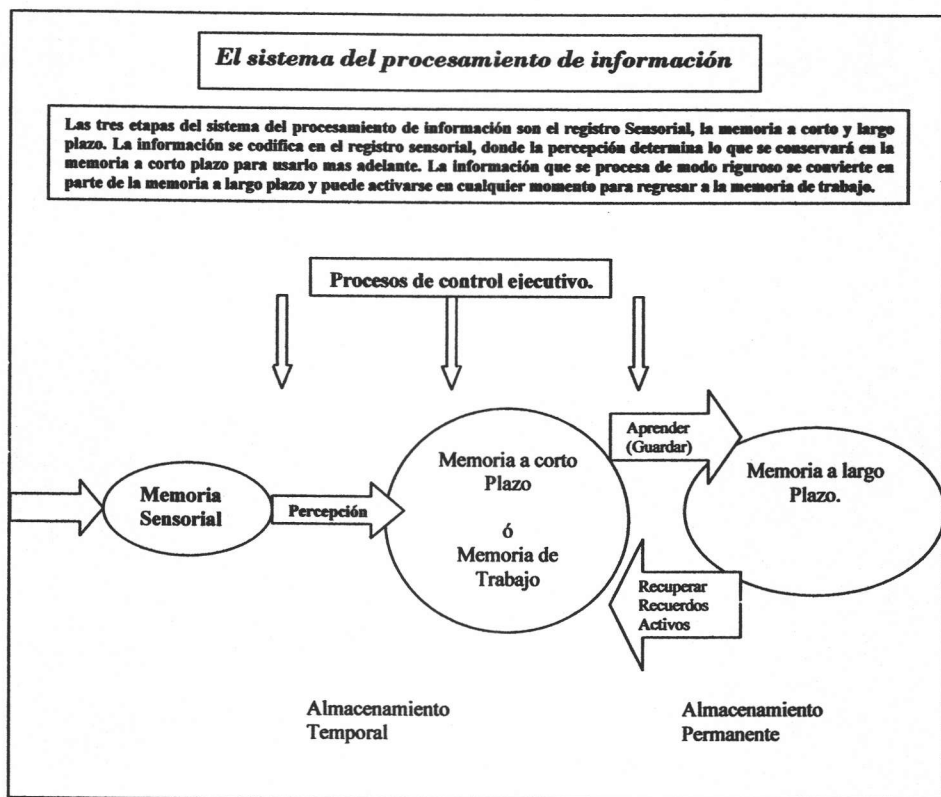 El sistema del procesamiento de información
Las tres etapas del sistema del procesamiento de información son el registro Sensorial, la memoria a corto y largo
plazo. La información se codifica en el registro sensorial, donde la percepción determina lo que se conservará en la
memoria a corto plazo para usarlo mas adelante. La información que se procesa de modo riguroso se convierte en
parte de la memoria a largo plazo y puede activarse en cualquier momento para regresar a la memoria de trabajo.
Procesos de control ejecutivo.
Memoria
Sensorial
Percepción
Memoria a corto
Plazo
ó
Memoria de
Trabajo
Aprender
(Guardar)
Memoria a largo
Plazo.
Recuperar
Recuerdos
Activos
Almacenamiento
Temporal
Almacenamiento
Permanente